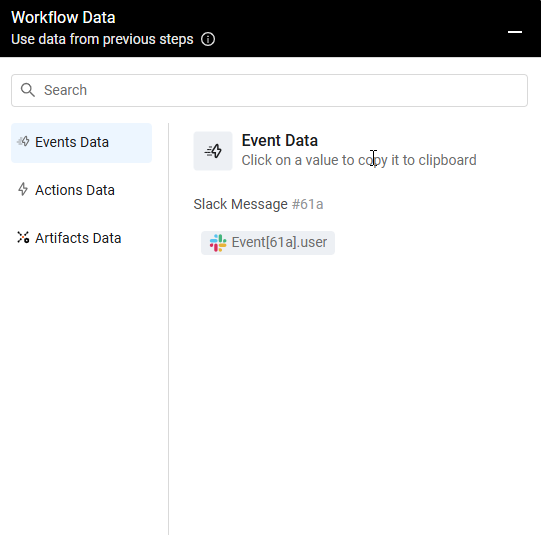 Workflow Data
Use data from previous steps
Search
Events Data
Actions Data
Artifacts Data
Event Data
Click on a value to copy it to clipboard
Slack Message #61a
Event[61a].user